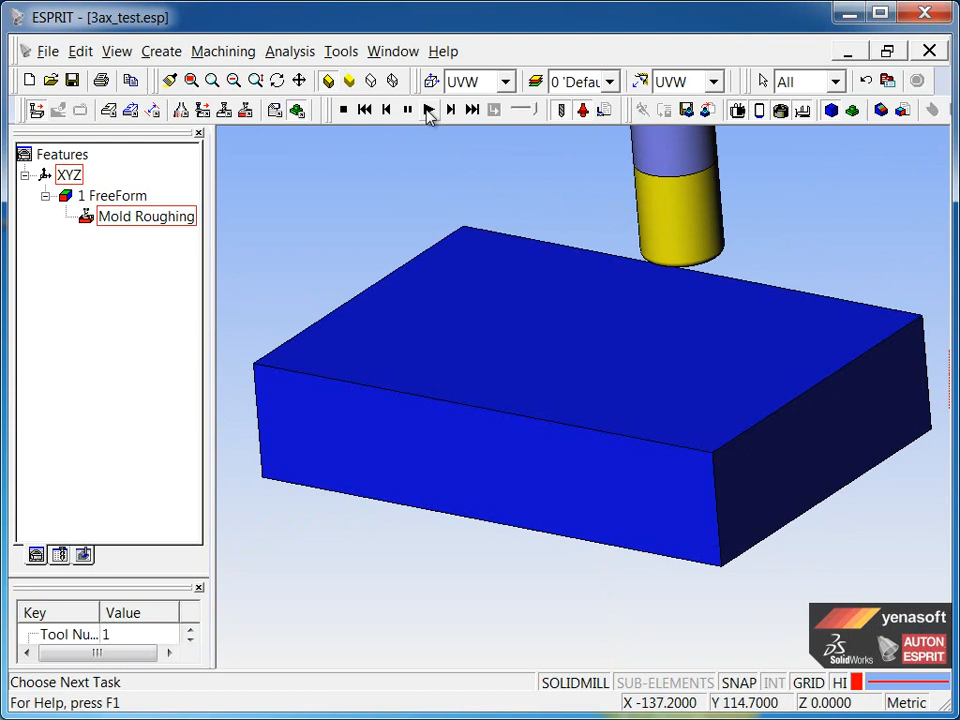 ESPRIT - [3ax_test.esp]
File Edit View Create Machining Analysis Tools Window Help
UVW 0 'Defau UVW All
Features
XYZ
1 FreeForm
Mold Roughing
Key Value
Tool Nu... 1
yenasoft
SolidWorks
AUTON ESPRIT
Choose Next Task SOLIDMILL SUB-ELEMENTS SNAP INT GRID HI
For Help, press F1 X -137.2000 Y 114.7000 Z 0.0000 Metric